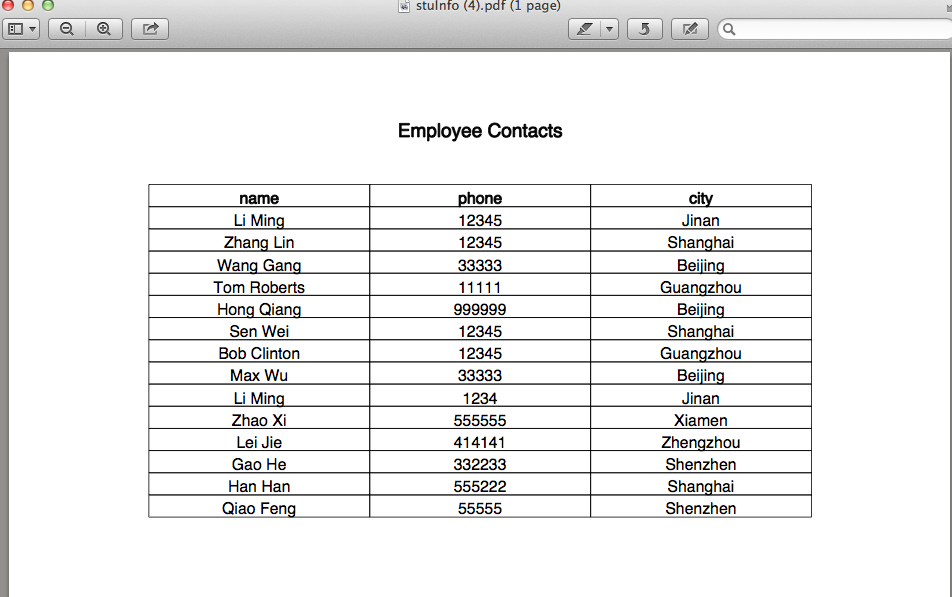 stuInfo (4).pdf (1 page)
Employee Contacts
name phone city
Li Ming 12345 Jinan
Zhang Lin 12345 Shanghai
Wang Gang 33333 Beijing
Tom Roberts 11111 Guangzhou
Hong Qiang 999999 Beijing
Sen Wei 12345 Shanghai
Bob Clinton 12345 Guangzhou
Max Wu 33333 Beijing
Li Ming 1234 Jinan
Zhao Xi 555555 Xiamen
Lei Jie 414141 Zhengzhou
Gao He 332233 Shenzhen
Han Han 555222 Shanghai
Qiao Feng 55555 Shenzhen